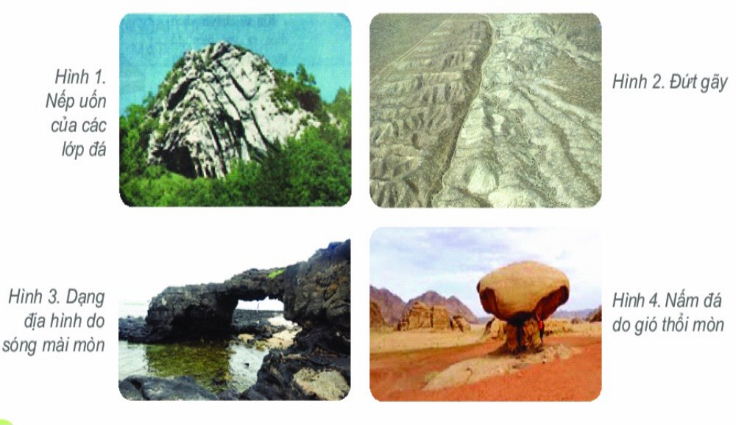 Hình 1.
Nếp uốn
của các
lớp đá
Hình 2. Đứt gãy
Hình 3. Dạng
địa hình do
sóng mài mòn
Hình 4. Nấm đá
do gió thổi mòn